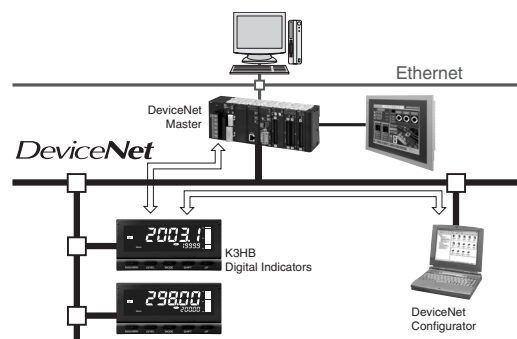 Ethernet
DeviceNet
Master
DeviceNet
2003.1
19999
K3HB
Digital Indicators
298.00
20000
DeviceNet
Configurator